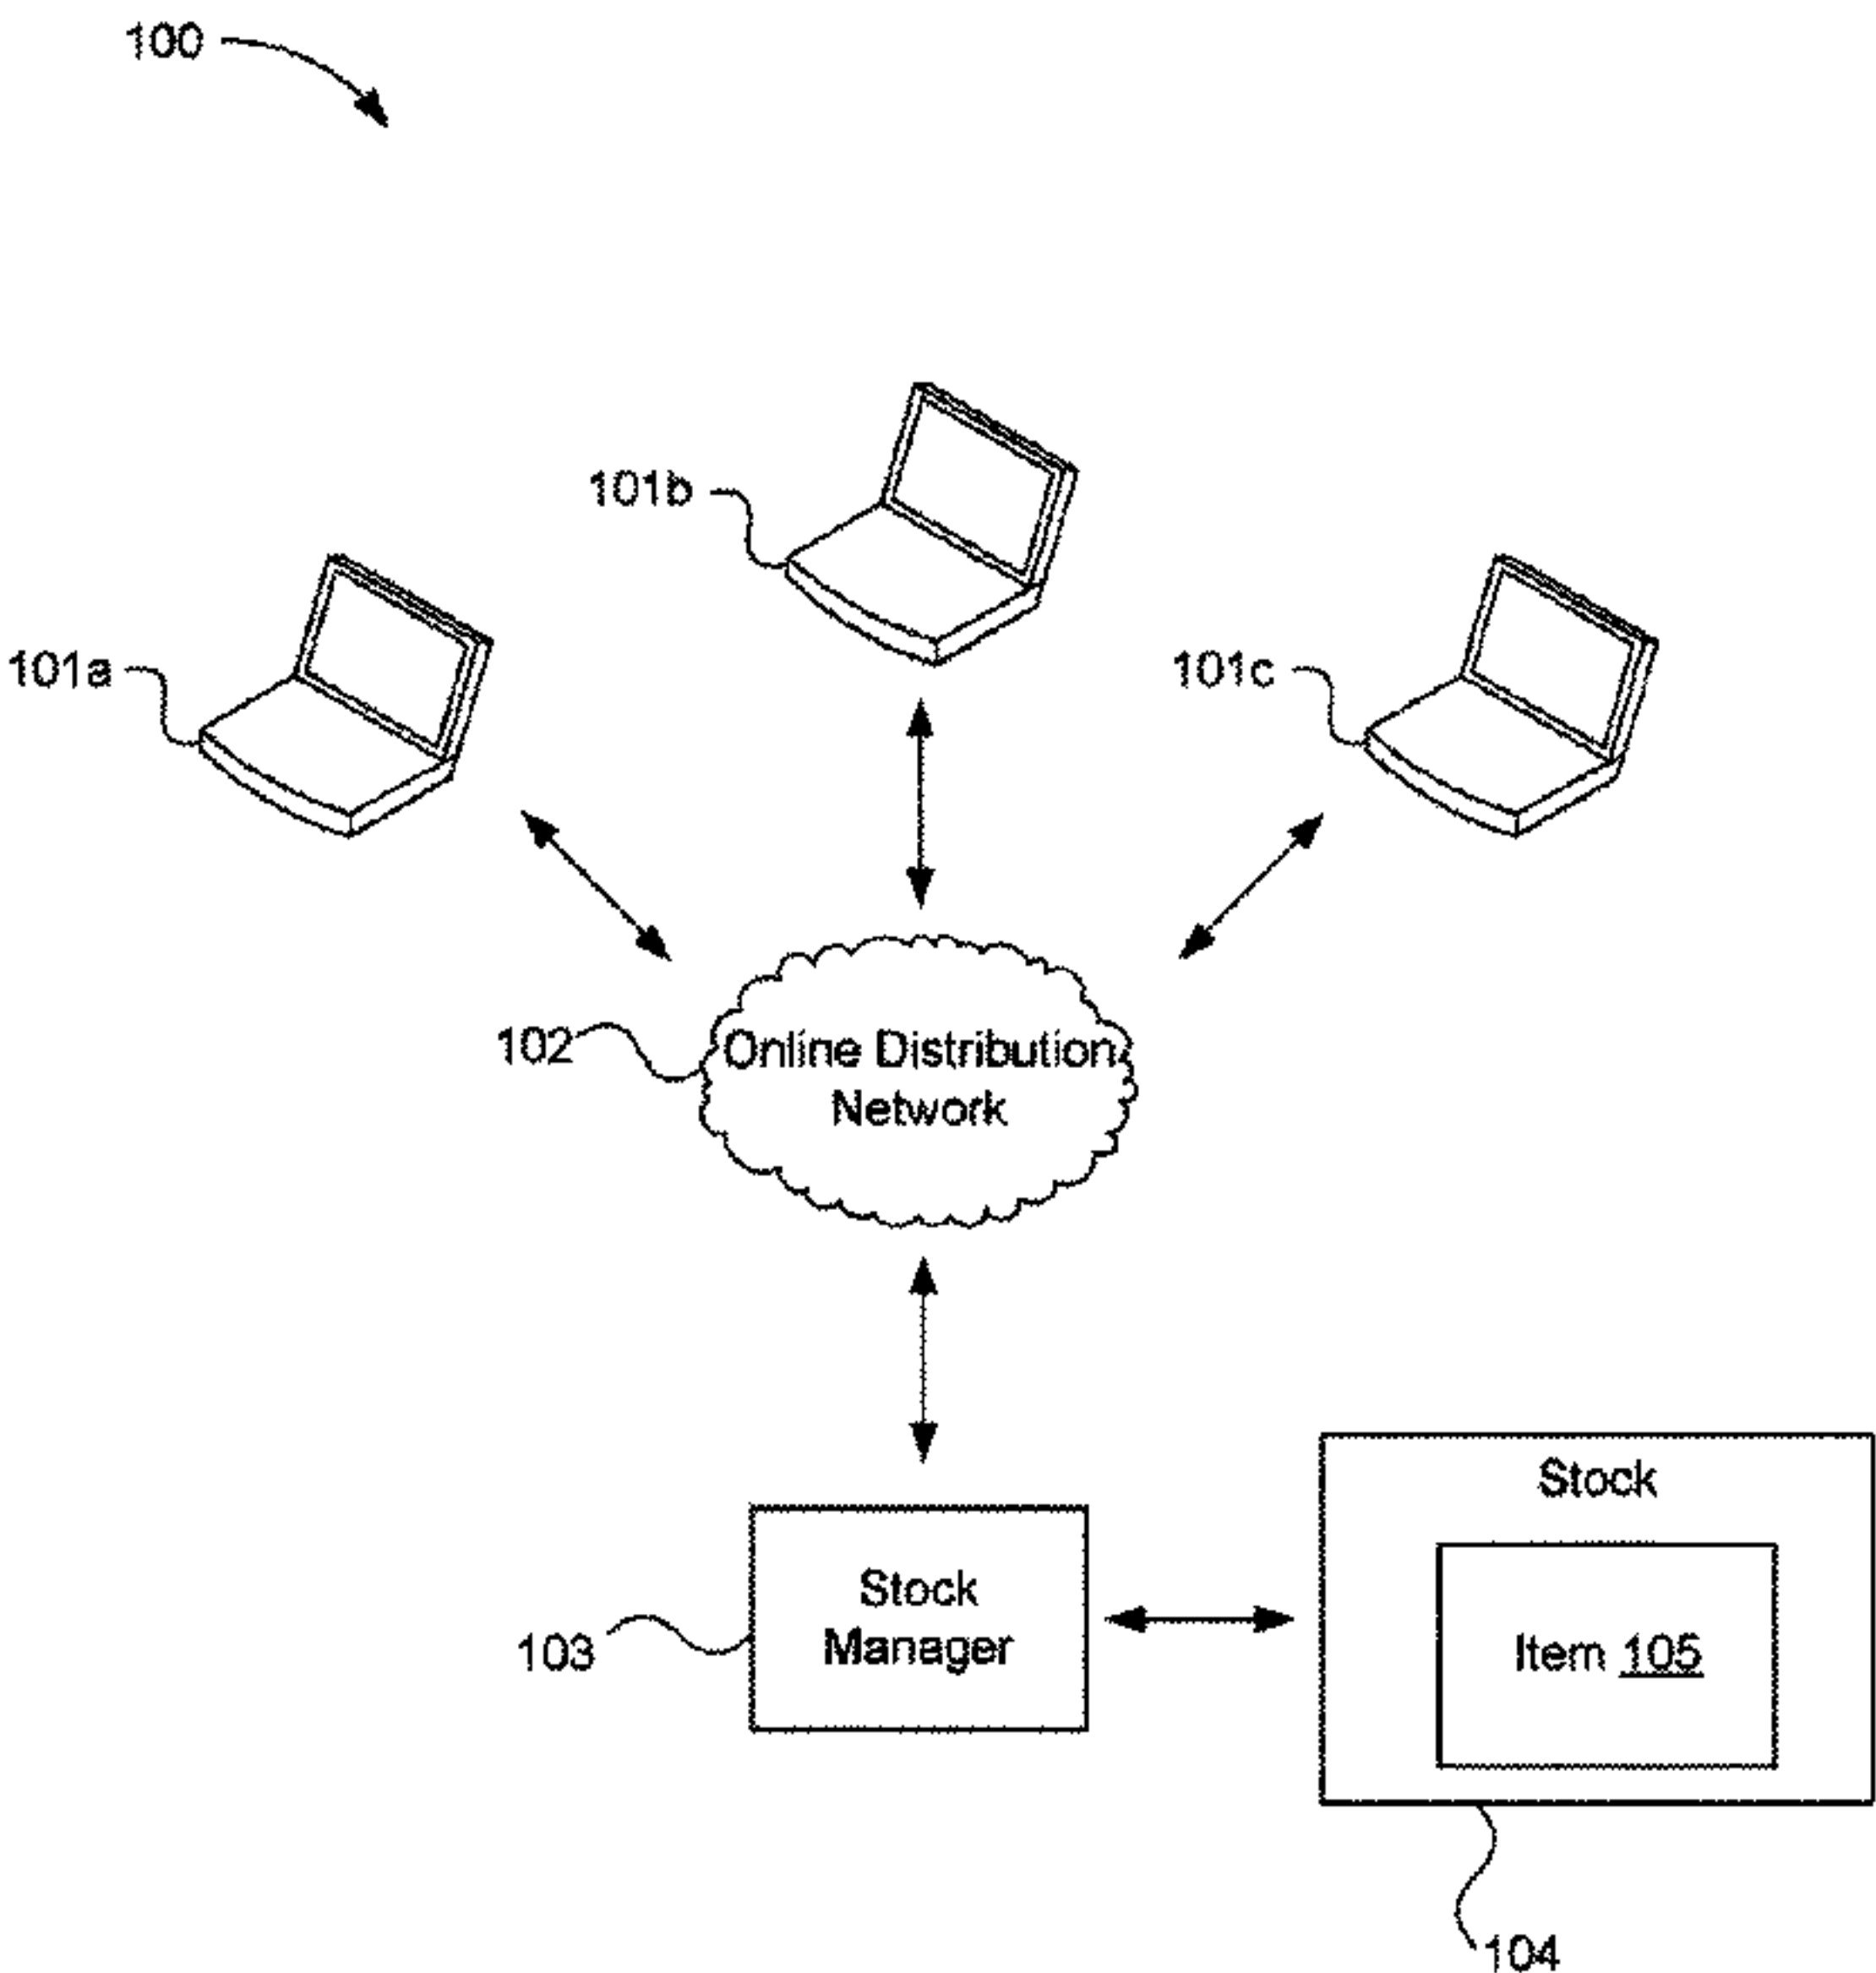 100
101b
101a
101c
102
Online Distribution
Network
Stock
Stock
Manager
103
Item 105
104